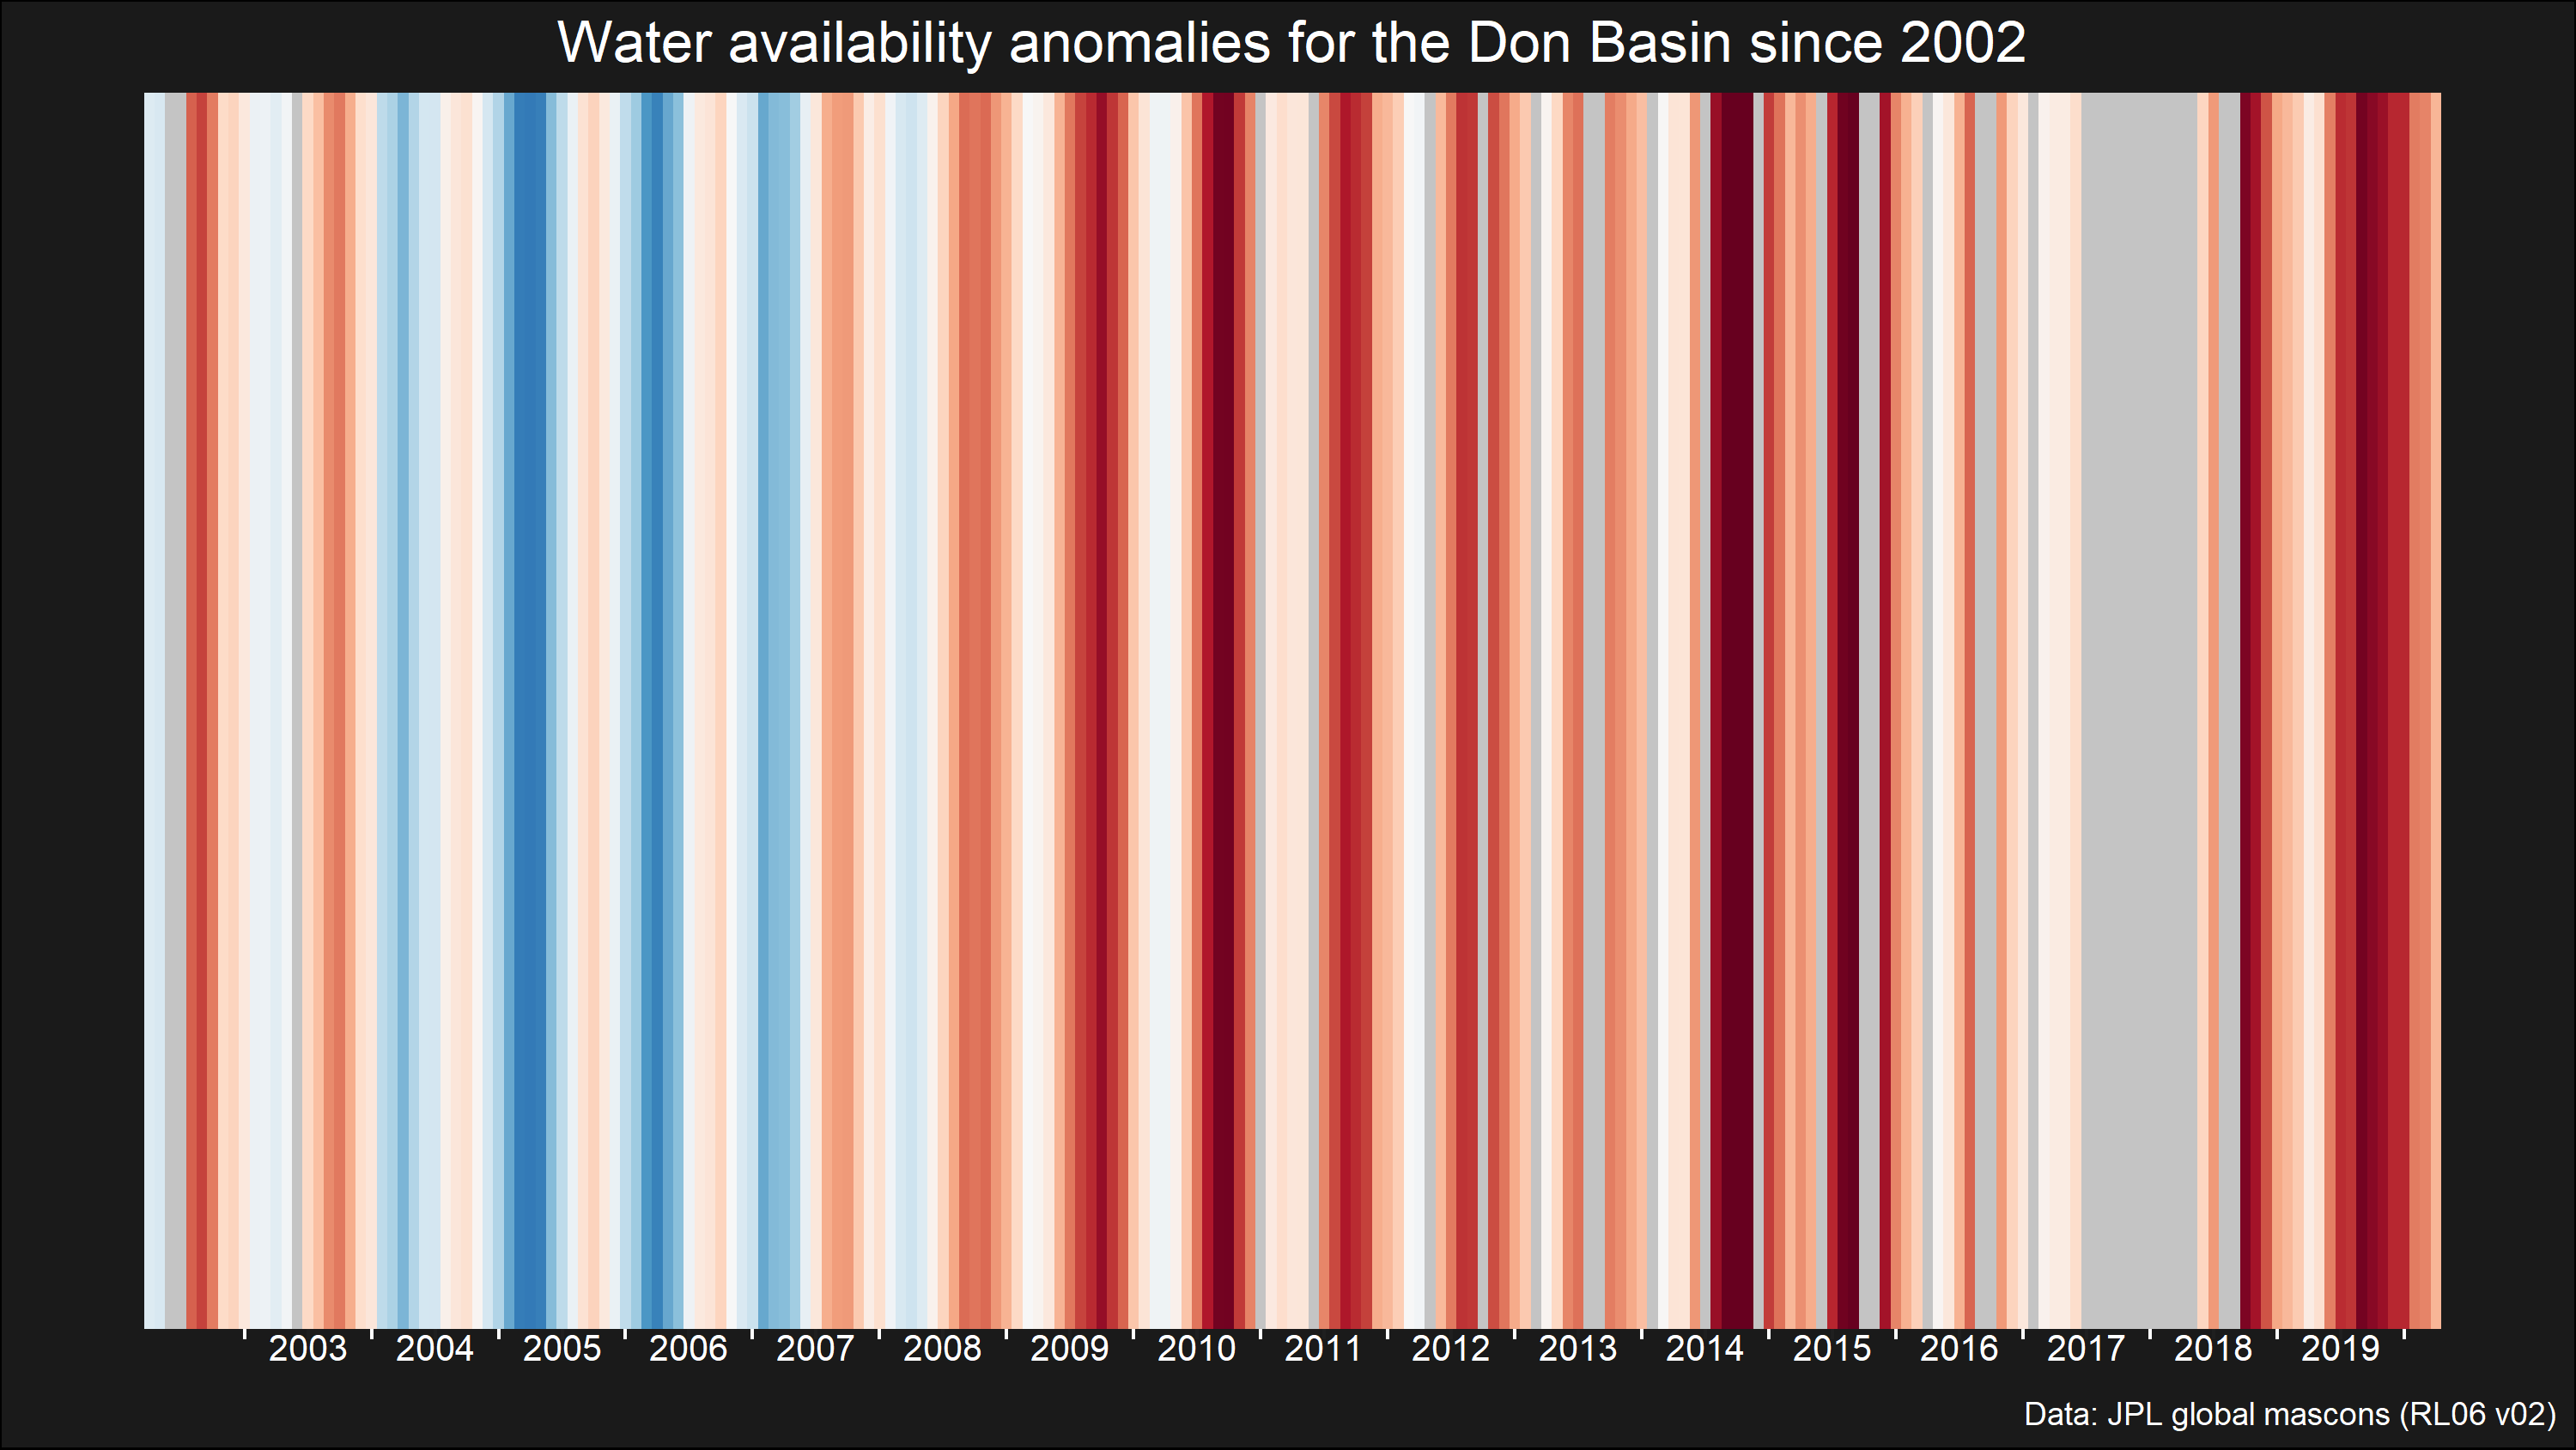 Water availability anomalies for the Don Basin since 2002
2003 2004 2005 2006 2007 2008 2009 2010 2011 2012 2013 2014 2015 2016 2017 2018 2019
Data: JPL global mascons (RL06 v02)